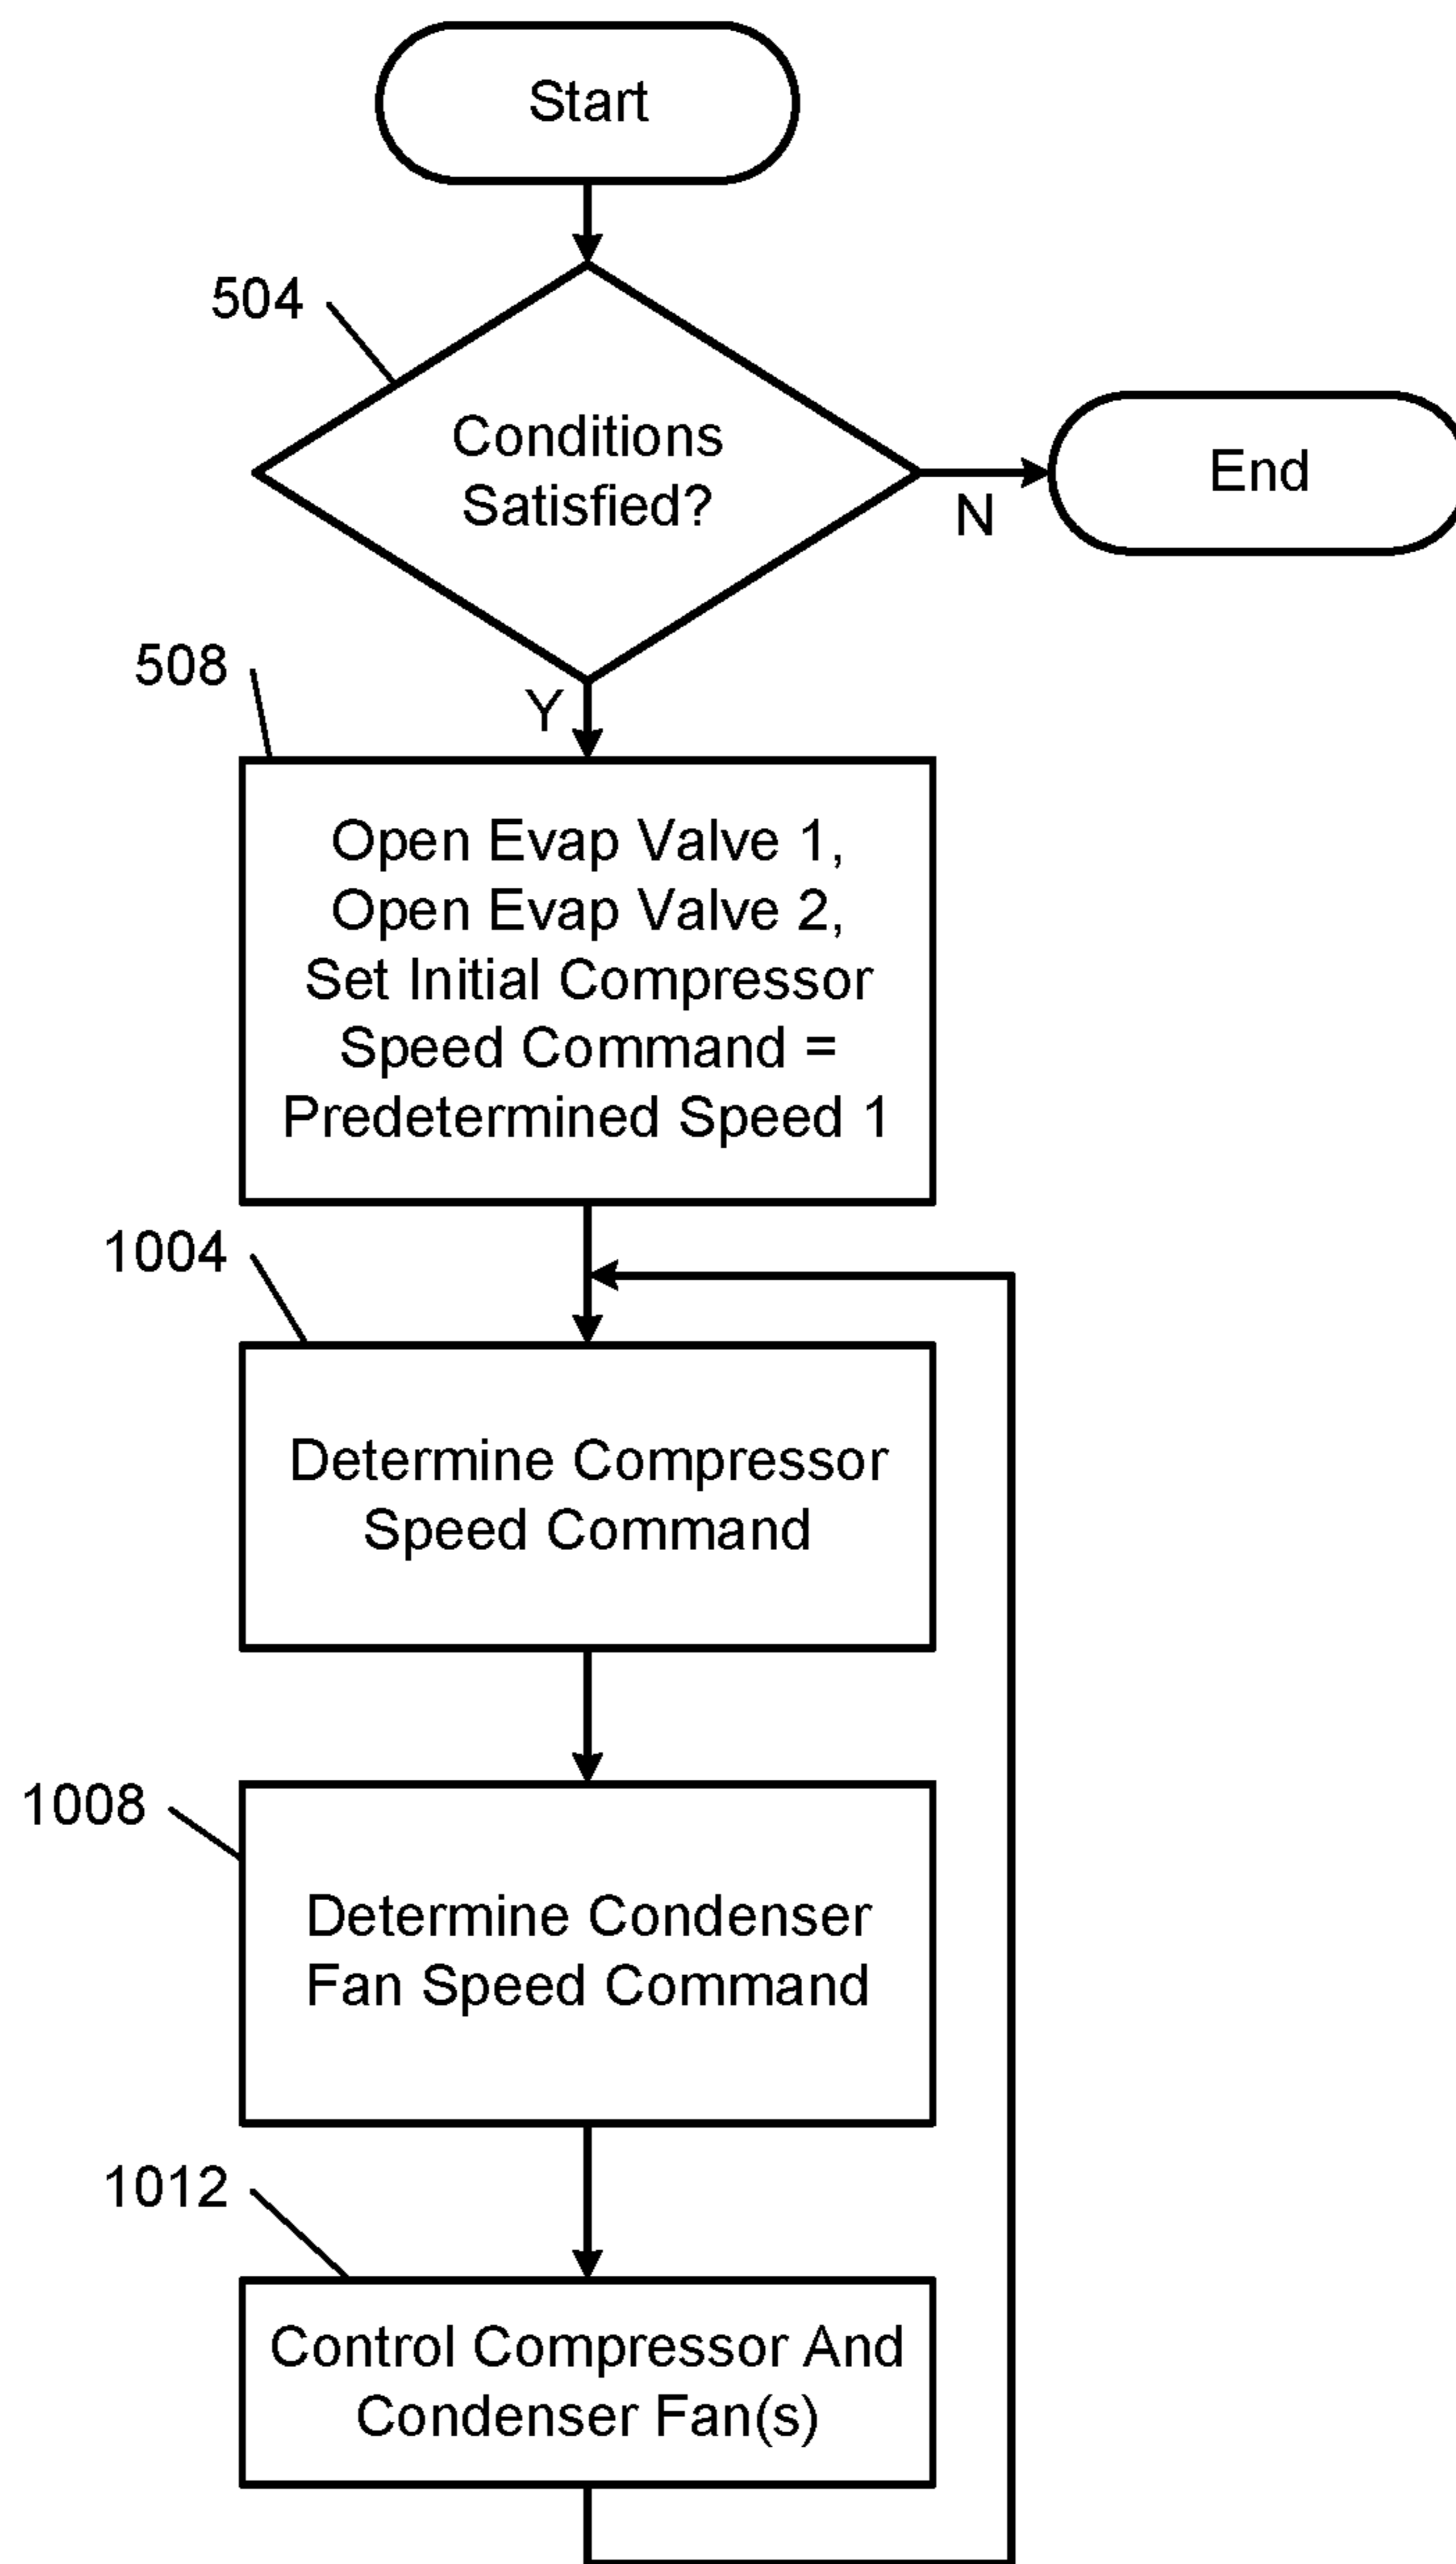 Start
504
Conditions
Satisfied?
N
End
508
Y
Open Evap Valve 1,
Open Evap Valve 2,
Set Initial Compressor
Speed Command =
Predetermined Speed 1
1004
Determine Compressor
Speed Command
1008
Determine Condenser
Fan Speed Command
1012
Control Compressor And
Condenser Fan(s)